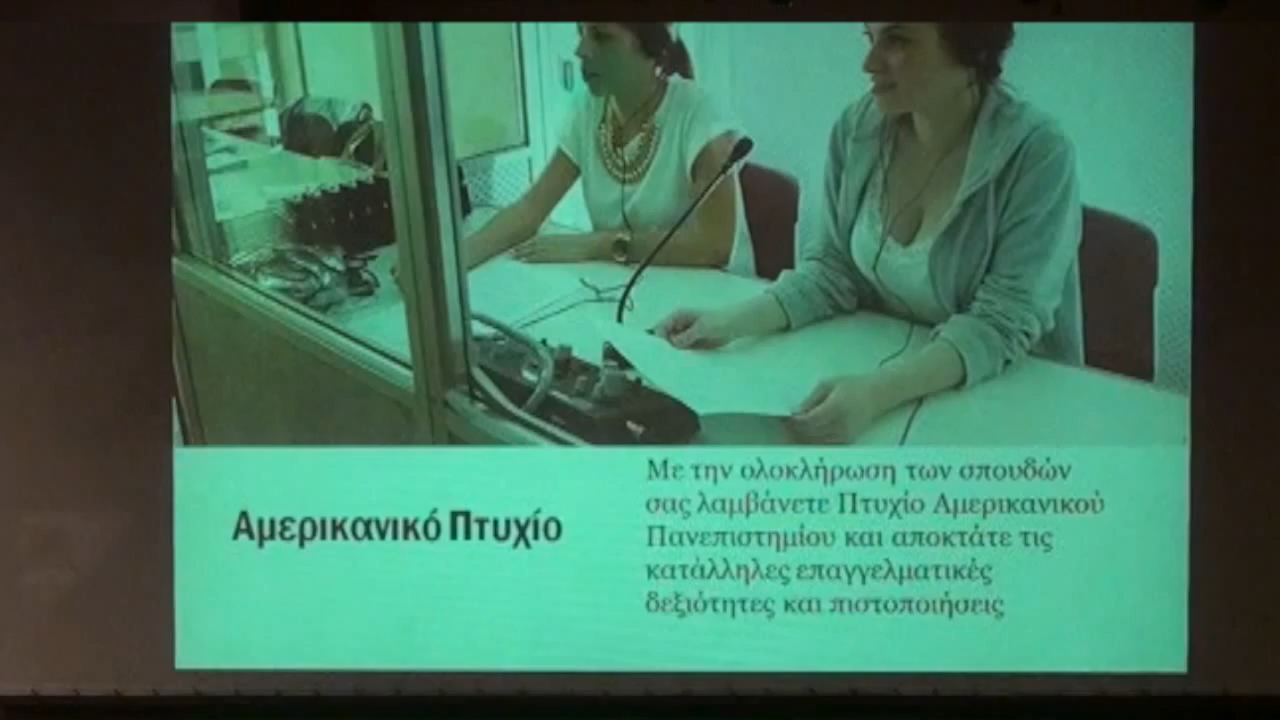 Αμερικανικό Πτυχίο
Με την ολοκλήρωση των σπουδών
σας λαμβάνετε Πτυχίο Αμερικανικού
Πανεπιστημίου και αποκτάτε τις
κατάλληλες επαγγελματικές
δεξιότητες και πιστοποιήσεις